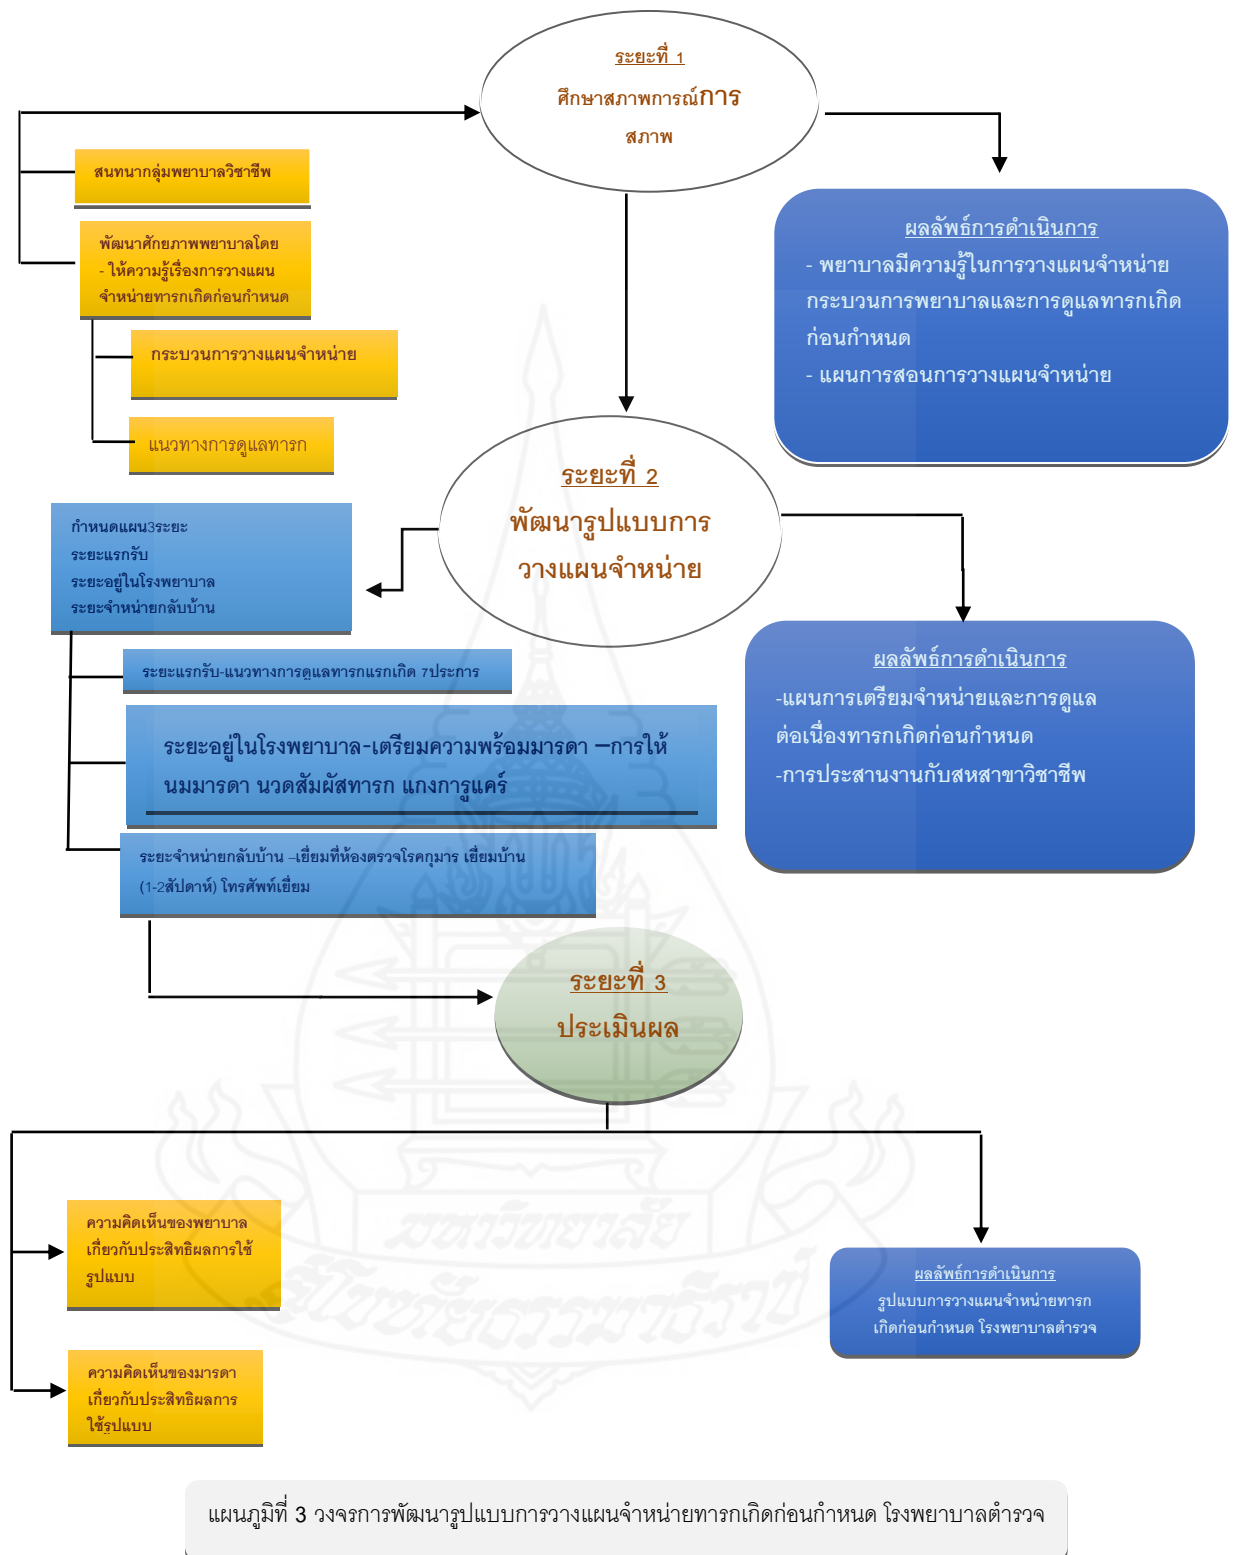 ระยะที่ 1
ศึกษาสภาพการณ์การ
สภาพ
สนทนากลุ่มพยาบาลวิชาชีพ
พัฒนาศักยภาพพยาบาลโดย
- ให้ความรู้เรื่องการวางแผน
จำหน่ายทารกเกิดก่อนกำหนด
กระบวนการวางแผนจำหน่าย
แนวทางการดูแลทารก
ผลลัพธ์การดำเนินการ
- พยาบาลมีความรู้ในการวางแผนจำหน่าย
กระบวนการพยาบาลและการดูแลทารกเกิด
ก่อนกำหนด
- แผนการสอนการวางแผนจำหน่าย
ระยะที่ 2
พัฒนารูปแบบการ
วางแผนจำหน่าย
กำหนดแผน3ระยะ
ระยะแรกรับ
ระยะอยู่ในโรงพยาบาล
ระยะจำหน่ายกลับบ้าน
ระยะแรกรับ-แนวทางการดูแลทารกแรกเกิด 7ประการ
ระยะอยู่ในโรงพยาบาล-เตรียมความพร้อมมารดา –การให้
นมมารดา นวดสัมผัสทารก แกงการูแคร์
ระยะจำหน่ายกลับบ้าน –เยี่ยมที่ห้องตรวจโรคกุมาร เยี่ยมบ้าน
(1-2สัปดาห์) โทรศัพท์เยี่ยม
ผลลัพธ์การดำเนินการ
-แผนการเตรียมจำหน่ายและการดูแล
ต่อเนื่องทารกเกิดก่อนกำหนด
-การประสานงานกับสหสาขาวิชาชีพ
ระยะที่ 3
ประเมินผล
ความคิดเห็นของพยาบาล
เกี่ยวกับประสิทธิผลการใช้
รูปแบบ
ความคิดเห็นของมารดา
เกี่ยวกับประสิทธิผลการ
ใช้รูปแบบ
ผลลัพธ์การดำเนินการ
รูปแบบการวางแผนจำหน่ายทารก
เกิดก่อนกำหนด โรงพยาบาลตำรวจ
มหาวิทยาลัย
สุโขทัยธรรมาธิราช
แผนภูมิที่ 3 วงจรการพัฒนารูปแบบการวางแผนจำหน่ายทารกเกิดก่อนกำหนด โรงพยาบาลตำรวจ